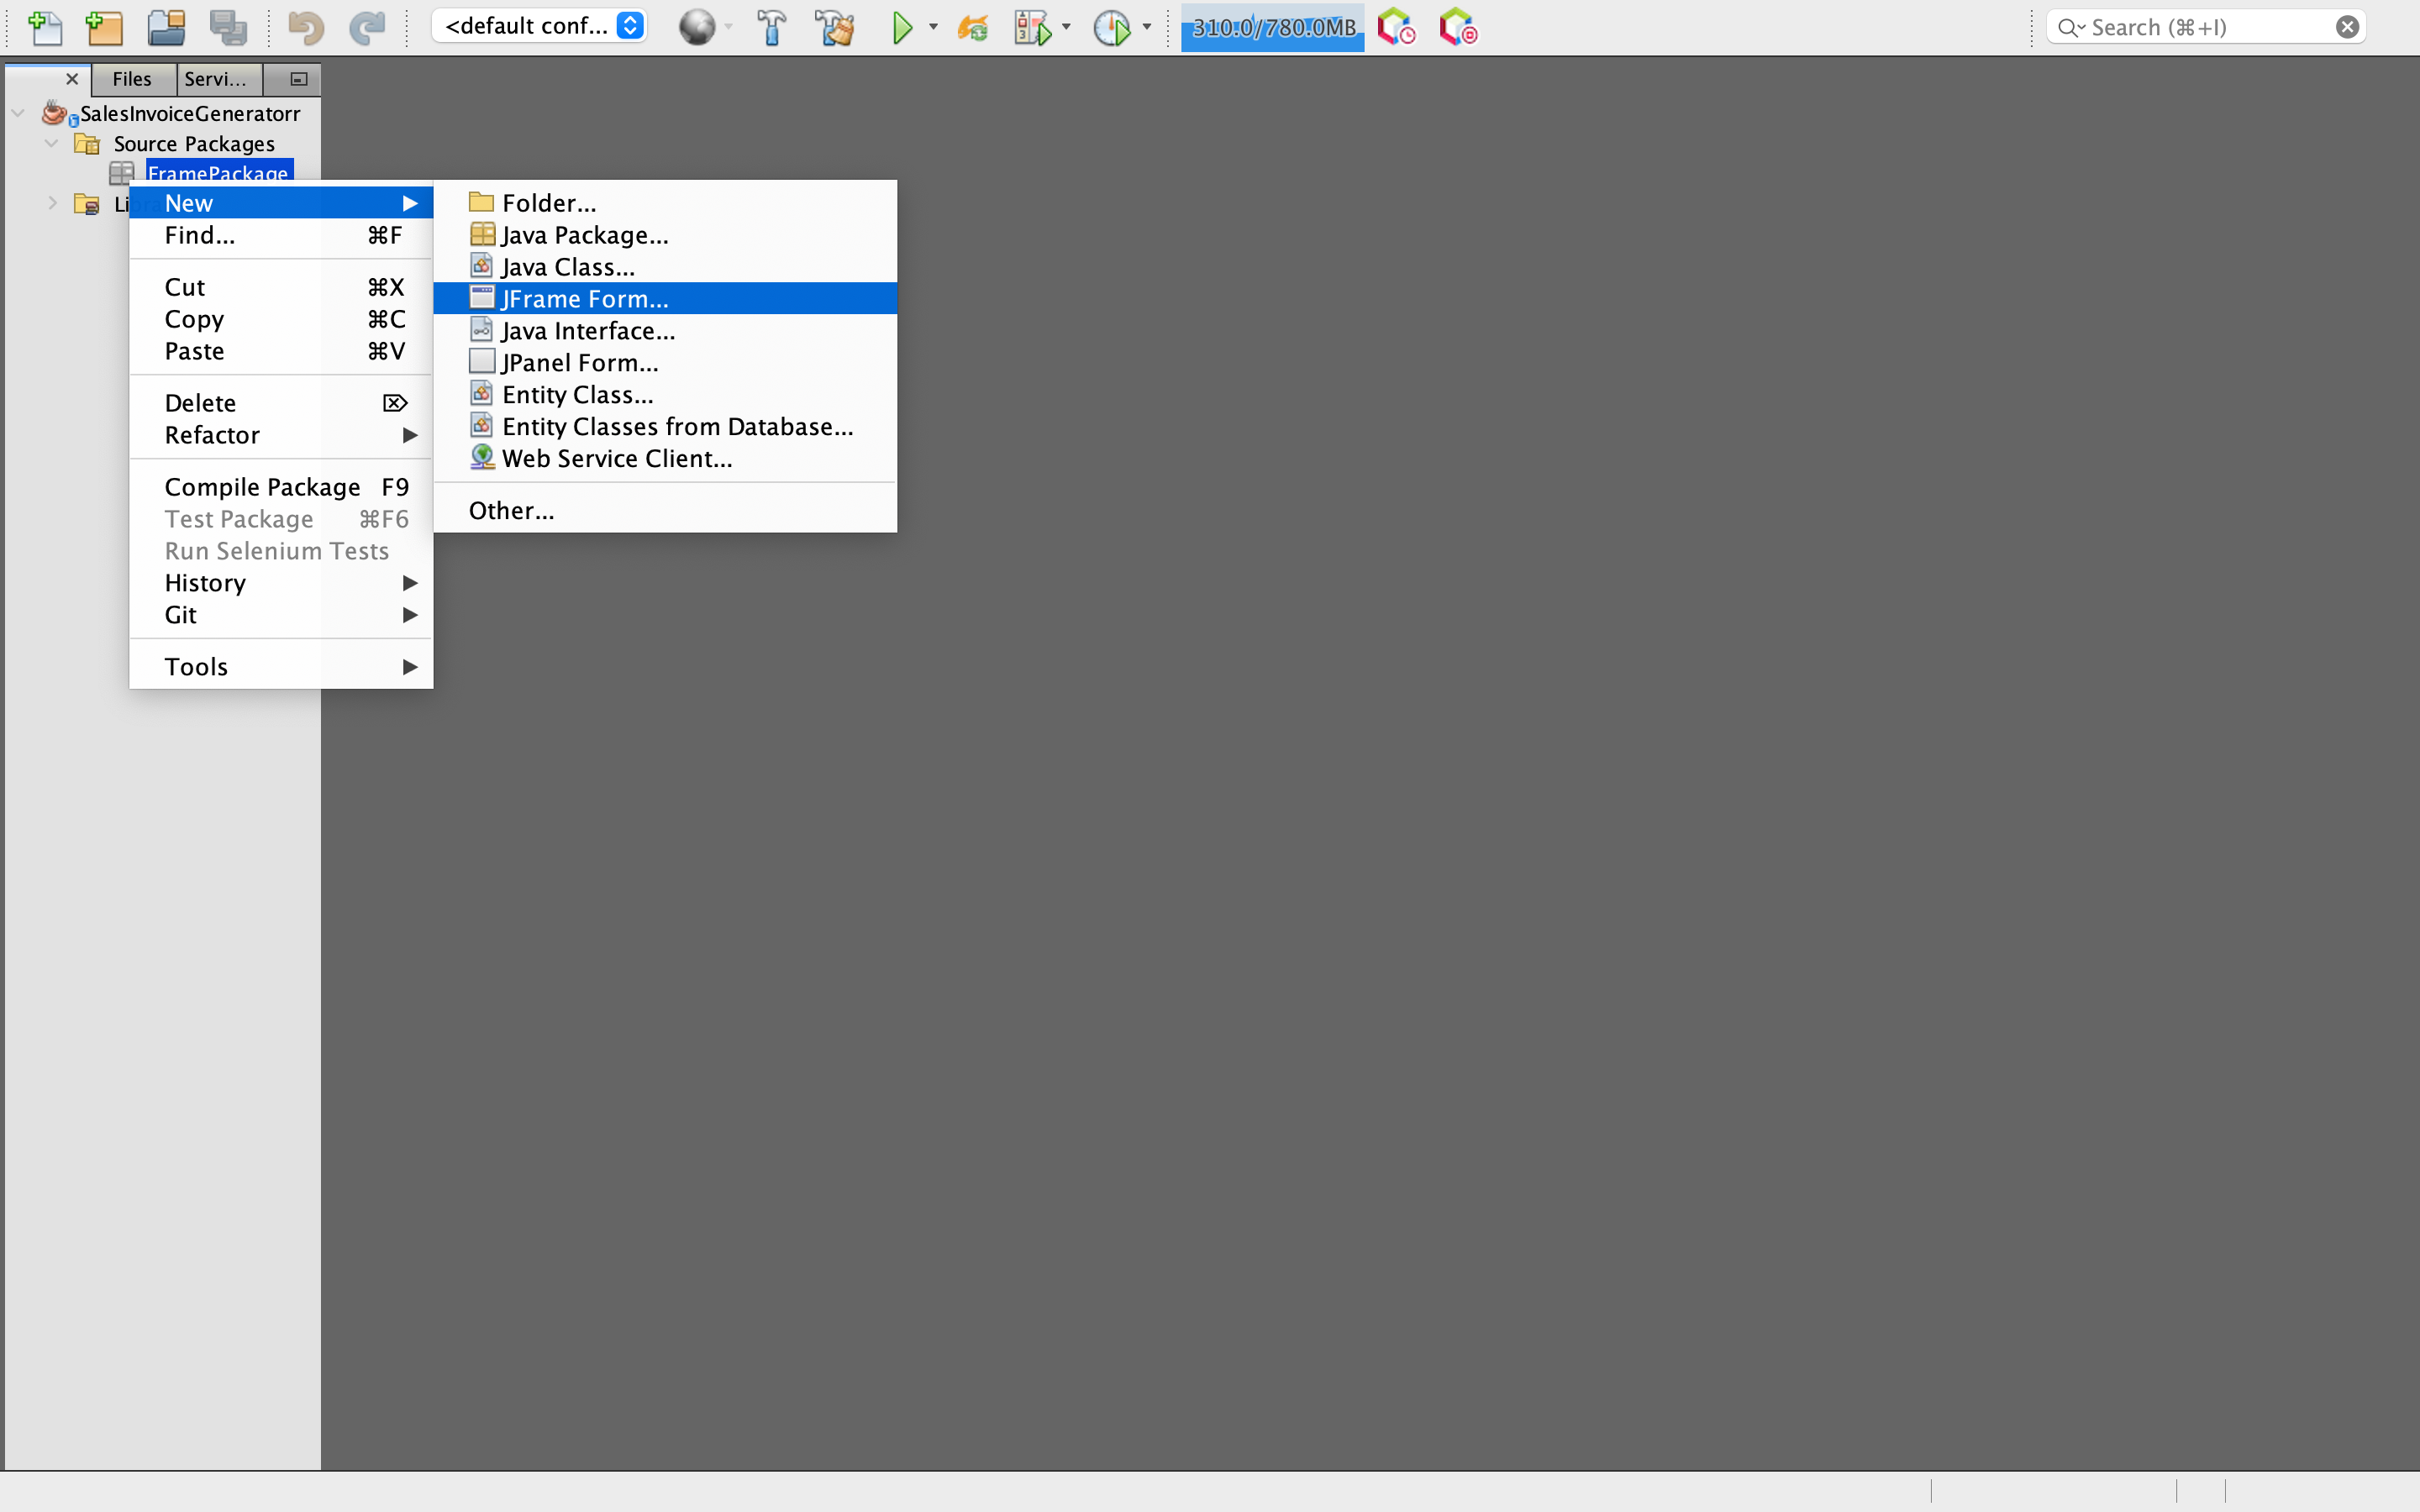 <default conf...
310.0/780.0MB
Search (⌘+I)
Files
Servi...
SalesInvoiceGeneratorr
Source Packages
FramePackage
New
Find... ⌘F
Cut ⌘X
Copy ⌘C
Paste ⌘V
Delete ⌦
Refactor
Compile Package F9
Test Package ⌘F6
Run Selenium Tests
History
Git
Tools
Folder...
Java Package...
Java Class...
JFrame Form...
Java Interface...
JPanel Form...
Entity Class...
Entity Classes from Database...
Web Service Client...
Other...